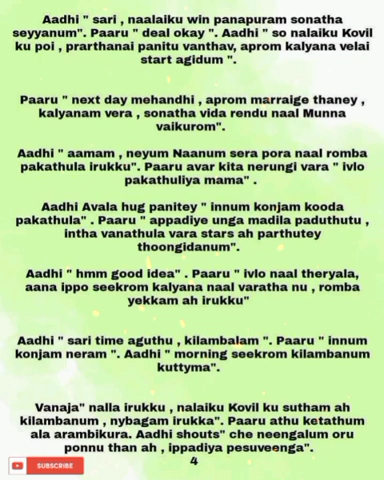 Aadhi " sari , naalaiku win panapuram sonatha
seyyanum". Paaru " deal okay ". Aadhi " so nalaiku Kovil
ku poi , prarthanai panitu vanthav, aprom kalyana velai
start agidum ".
Paaru " next day mehandhi , aprom marraige thaney ,
kalyanam vera , sonatha vida rendu naal Munna
vaikurom".
Aadhi " aamam , neyum Naanum sera pora naal romba
pakathula irukku". Paaru avar kita nerungi vara " ivlo
pakathuliya mama" .
Aadhi Avala hug panitey " innum konjam kooda
pakathula" . Paaru " appadiye unga madila paduthutu ,
intha vanathula vara stars ah parthutey
thoongidanum".
Aadhi " hmm good idea" . Paaru " ivlo naal theryala,
aana ippo seekrom kalyana naal varatha nu , romba
yekkam ah irukku"
Aadhi " sari time aguthu , kilambalam ". Paaru " innum
konjam neram ". Aadhi " morning seekrom kilambanum
kuttyma".
Vanaja" nalla irukku , nalaiku Kovil ku sutham ah
kilambanum , nybagam irukka". Paaru athu ketathum
ala arambikura. Aadhi shouts" che neengalum oru
ponnu than ah , ippadiya pesuveenga".
4
SUBSCRIBE